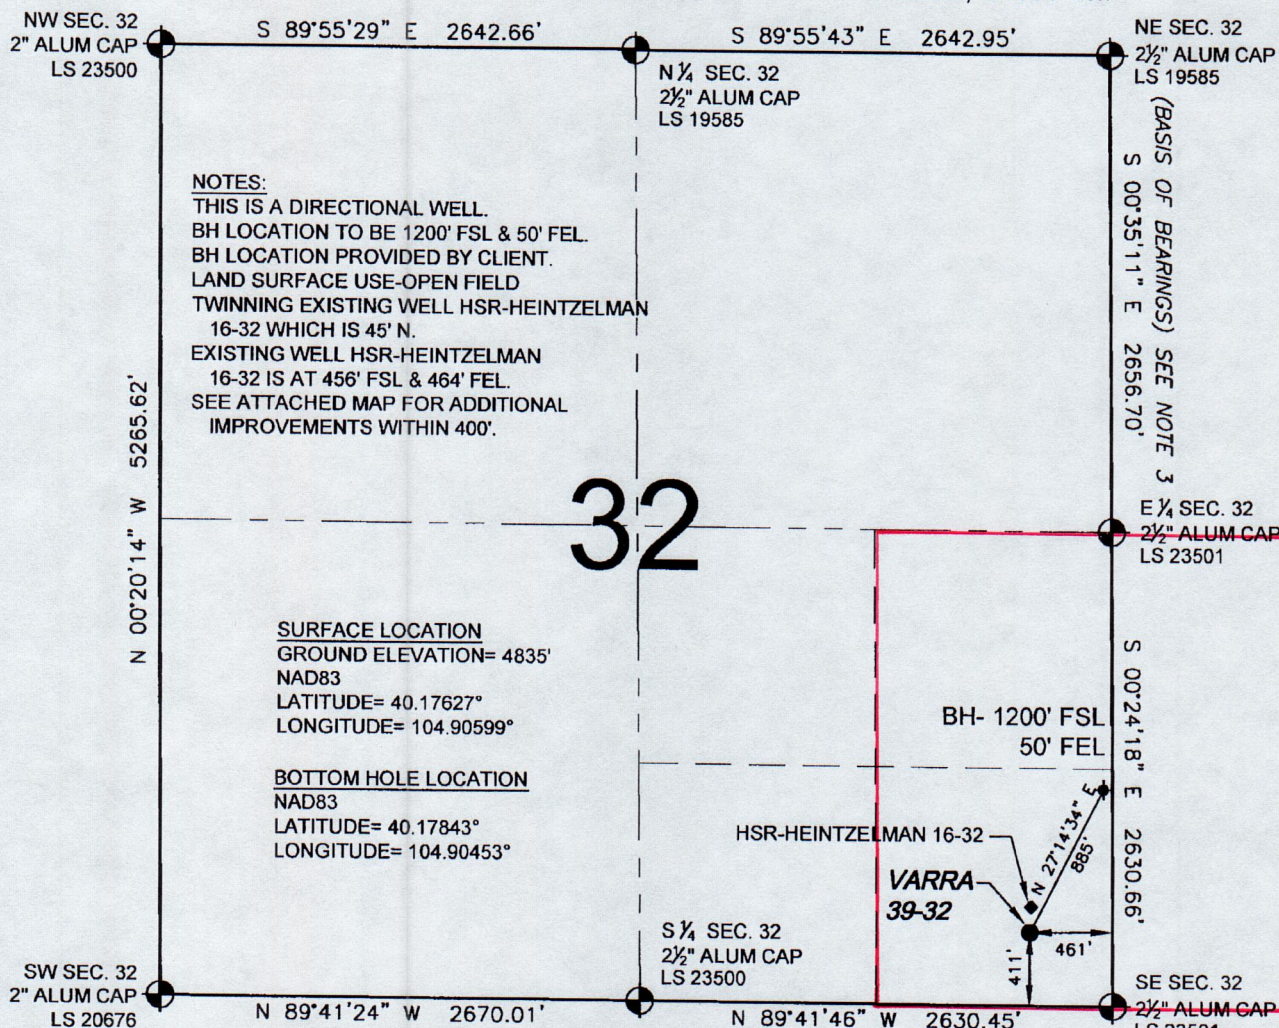 NW SEC. 32
2" ALUM CAP
LS 23500
S 89°55'29" E 2642.66'
S 89°55'43" E 2642.95'
NE SEC. 32
2½" ALUM CAP
LS 19585
N ¼ SEC. 32
2½" ALUM CAP
LS 19585
(BASIS OF BEARINGS) SEE NOTE 3
S 00°35'11" E 2656.70'
NOTES:
THIS IS A DIRECTIONAL WELL.
BH LOCATION TO BE 1200' FSL & 50' FEL.
BH LOCATION PROVIDED BY CLIENT.
LAND SURFACE USE-OPEN FIELD
TWINNING EXISTING WELL HSR-HEINTZELMAN
16-32 WHICH IS 45' N.
EXISTING WELL HSR-HEINTZELMAN
16-32 IS AT 456' FSL & 464' FEL.
SEE ATTACHED MAP FOR ADDITIONAL
IMPROVEMENTS WITHIN 400'.
N 00°20'14" W 5265.62'
32
E ¼ SEC. 32
2½" ALUM CAP
LS 23501
SURFACE LOCATION
GROUND ELEVATION= 4835'
NAD83
LATITUDE= 40.17627°
LONGITUDE= 104.90599°
BOTTOM HOLE LOCATION
NAD83
LATITUDE= 40.17843°
LONGITUDE= 104.90453°
S 00°24'18" E 2630.66'
BH- 1200' FSL
50' FEL
HSR-HEINTZELMAN 16-32
N 27°14'34" E
885'
VARRA
39-32
461'
411'
S ¼ SEC. 32
2½" ALUM CAP
LS 23500
SW SEC. 32
2" ALUM CAP
LS 20676
N 89°41'24" W 2670.01'
N 89°41'46" W 2630.45'
SE SEC. 32
2½" ALUM CAP